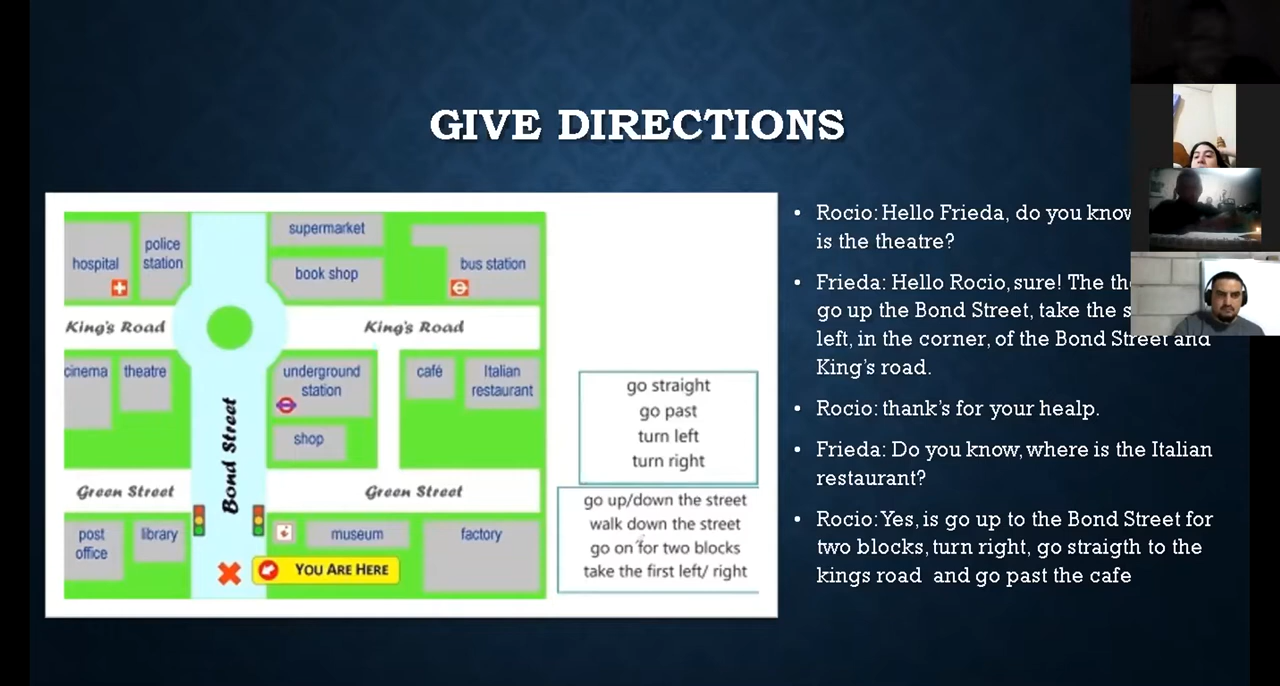 GIVE DIRECTIONS
hospital
police
station
supermarket
book shop
bus station
King's Road
King's Road
cinema
theatre
underground
station
café
Italian
restaurant
shop
Bond Street
Green Street
Green Street
post
office
library
museum
factory
YOU ARE HERE
go straight
go past
turn left
turn right
go up/down the street
walk down the street
go on for two blocks
take the first left/ right
• Rocio: Hello Frieda, do you know
is the theatre?
• Frieda: Hello Rocio, sure! The
go up the Bond Street, take the
left, in the corner, of the Bond Street and
King's road.
• Rocio: thank's for your healp.
• Frieda: Do you know, where is the Italian
restaurant?
• Rocio: Yes, is go up to the Bond Street for
two blocks, turn right, go straigth to the
kings road and go past the cafe